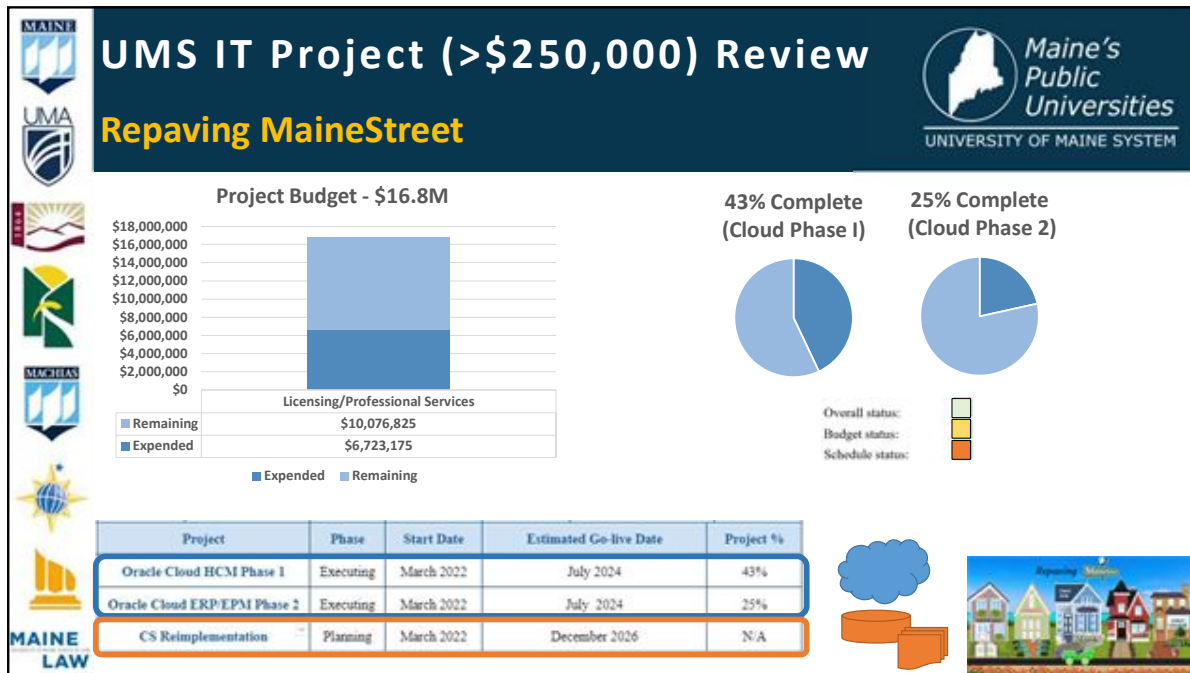 MAINE
UMS IT Project (>$250,000) Review
Repaving MaineStreet
Maine's
Public
Universities
UNIVERSITY OF MAINE SYSTEM
UMA
1864
MACHIAS
MAINE
LAW
Project Budget - $16.8M
$18,000,000
$16,000,000
$14,000,000
$12,000,000
$10,000,000
$8,000,000
$6,000,000
$4,000,000
$2,000,000
$0
Licensing/Professional Services
Remaining $10,076,825
Expended $6,723,175
Expended Remaining
43% Complete
(Cloud Phase I)
25% Complete
(Cloud Phase 2)
Overall status:
Budget status:
Schedule status:
Project Phase Start Date Estimated Go-live Date Project %
Oracle Cloud HCM Phase 1 Executing March 2022 July 2024 43%
Oracle Cloud ERP/EPM Phase 2 Executing March 2022 July 2024 25%
CS Reimplementation Planning March 2022 December 2026 N/A
Repaving